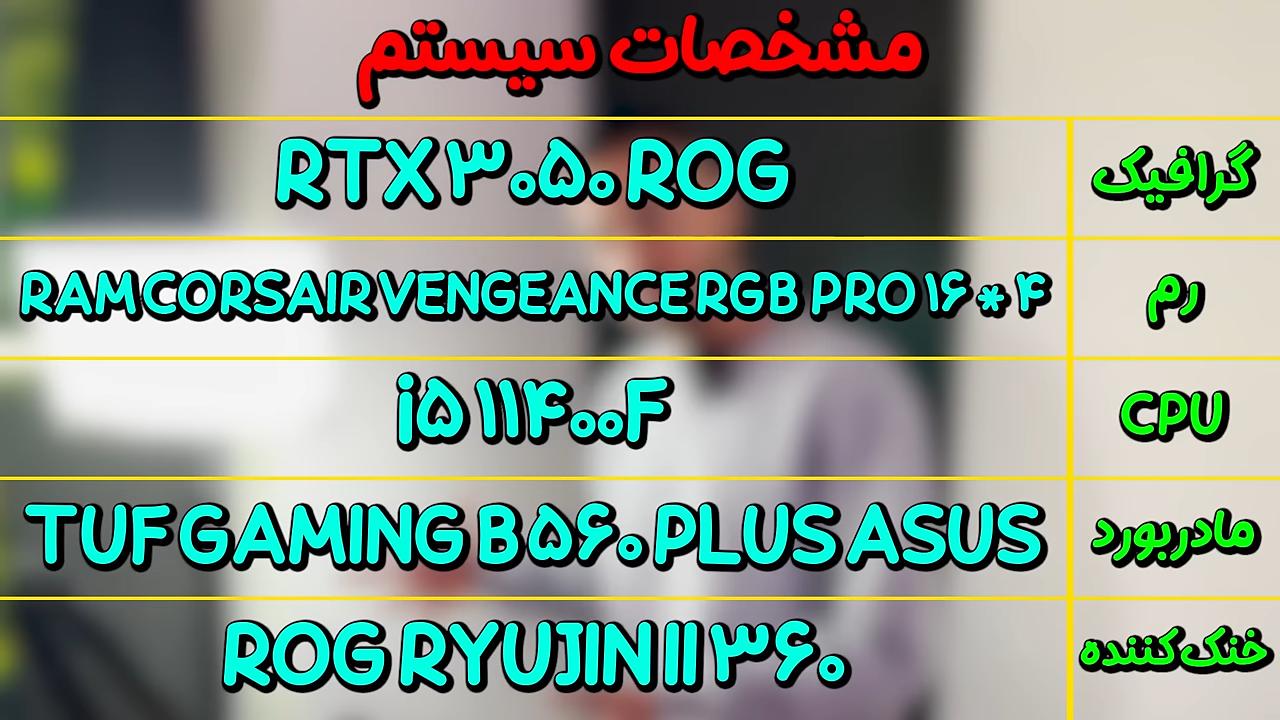 مشخصات سیستم
گرافیک RTX ۳۰۵۰ ROG
رم RAM CORSAIR VENGEANCE RGB PRO ۱۶ * ۴
CPU i۵ ۱۱۴۰۰F
مادربورد TUF GAMING B۵۶۰ PLUS ASUS
خنک کننده ROG RYUJIN II ۳۶۰